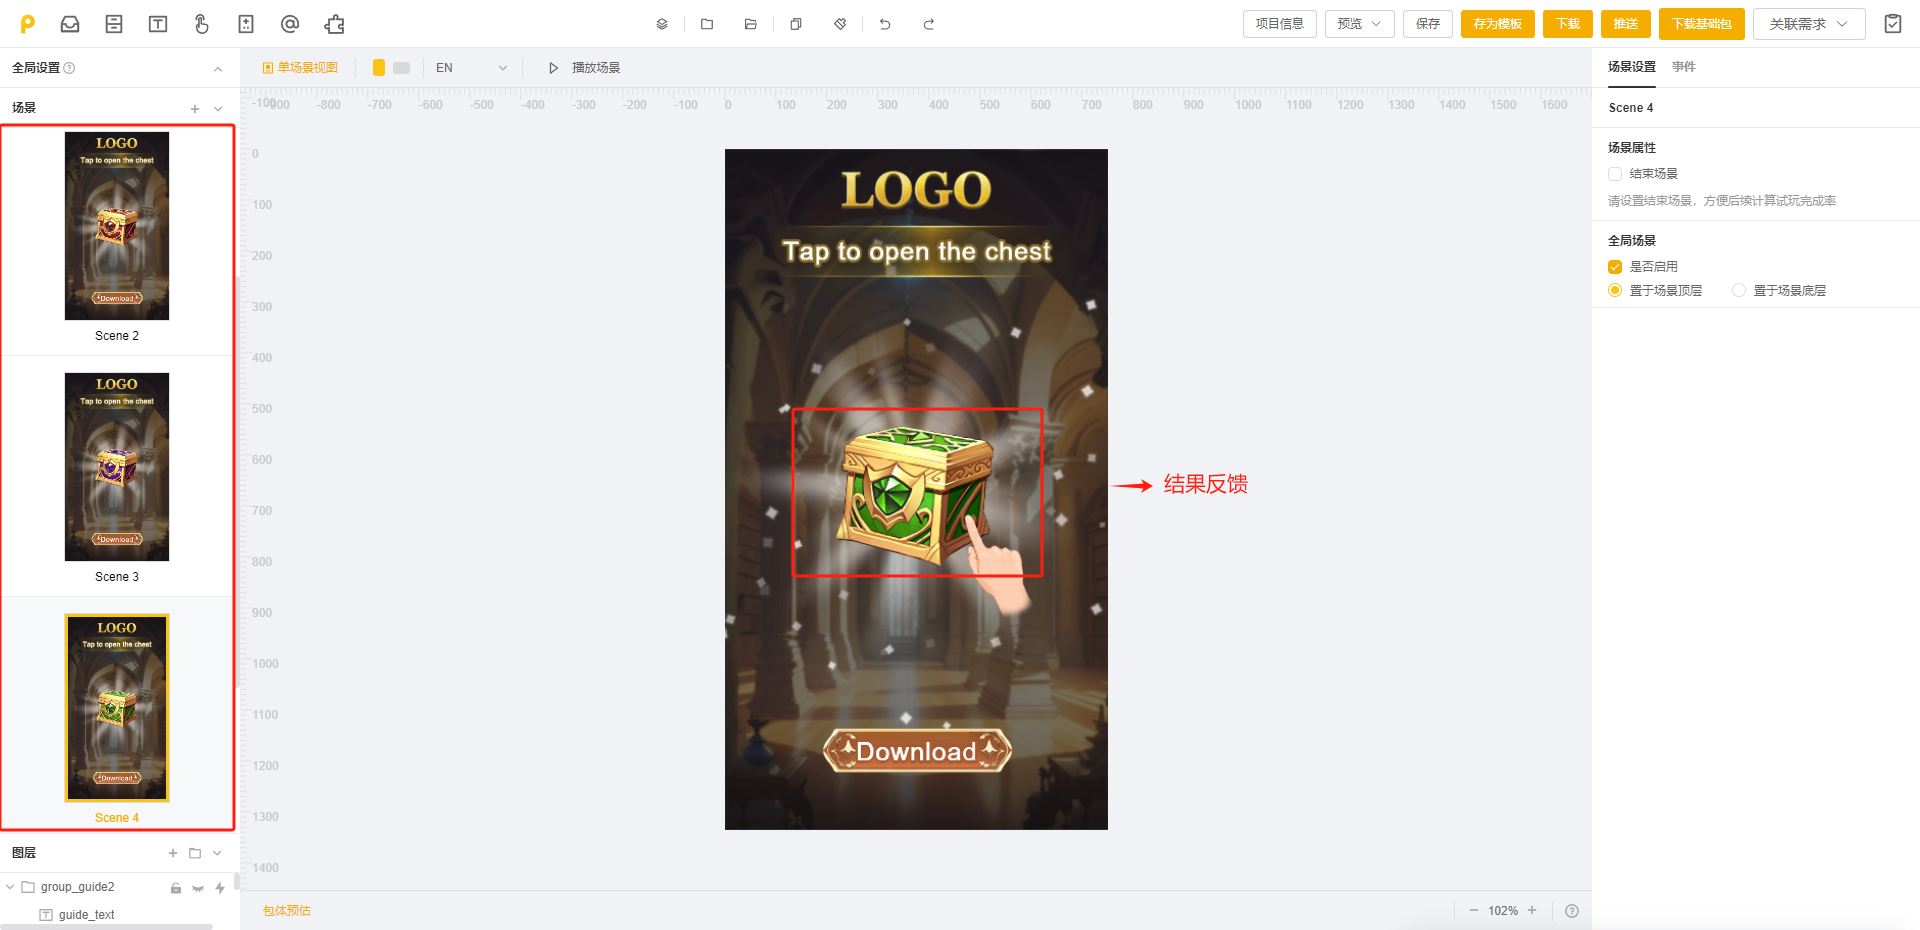 项目信息
预览
保存
存为模板
下载
推送
下载基础包
关联需求
全局设置
单场景视图
EN
播放场景
场景设置
事件
场景
-100
-900
-800
-700
-600
-500
-400
-300
-200
-100
0
100
200
300
400
500
600
700
800
900
1000
1100
1200
1300
1400
1500
1600
Scene 4
LOGO
Tap to open the chest
Download
Scene 2
LOGO
Tap to open the chest
Download
Scene 3
LOGO
Tap to open the chest
Download
Scene 4
0
100
200
300
400
500
600
700
800
900
1000
1100
1200
1300
1400
LOGO
Tap to open the chest
Download
结果反馈
场景属性
结束场景
请设置结束场景，方便后续计算试玩完成率
全局场景
是否启用
置于场景顶层
置于场景底层
图层
group_guide2
guide_text
包体预估
102%